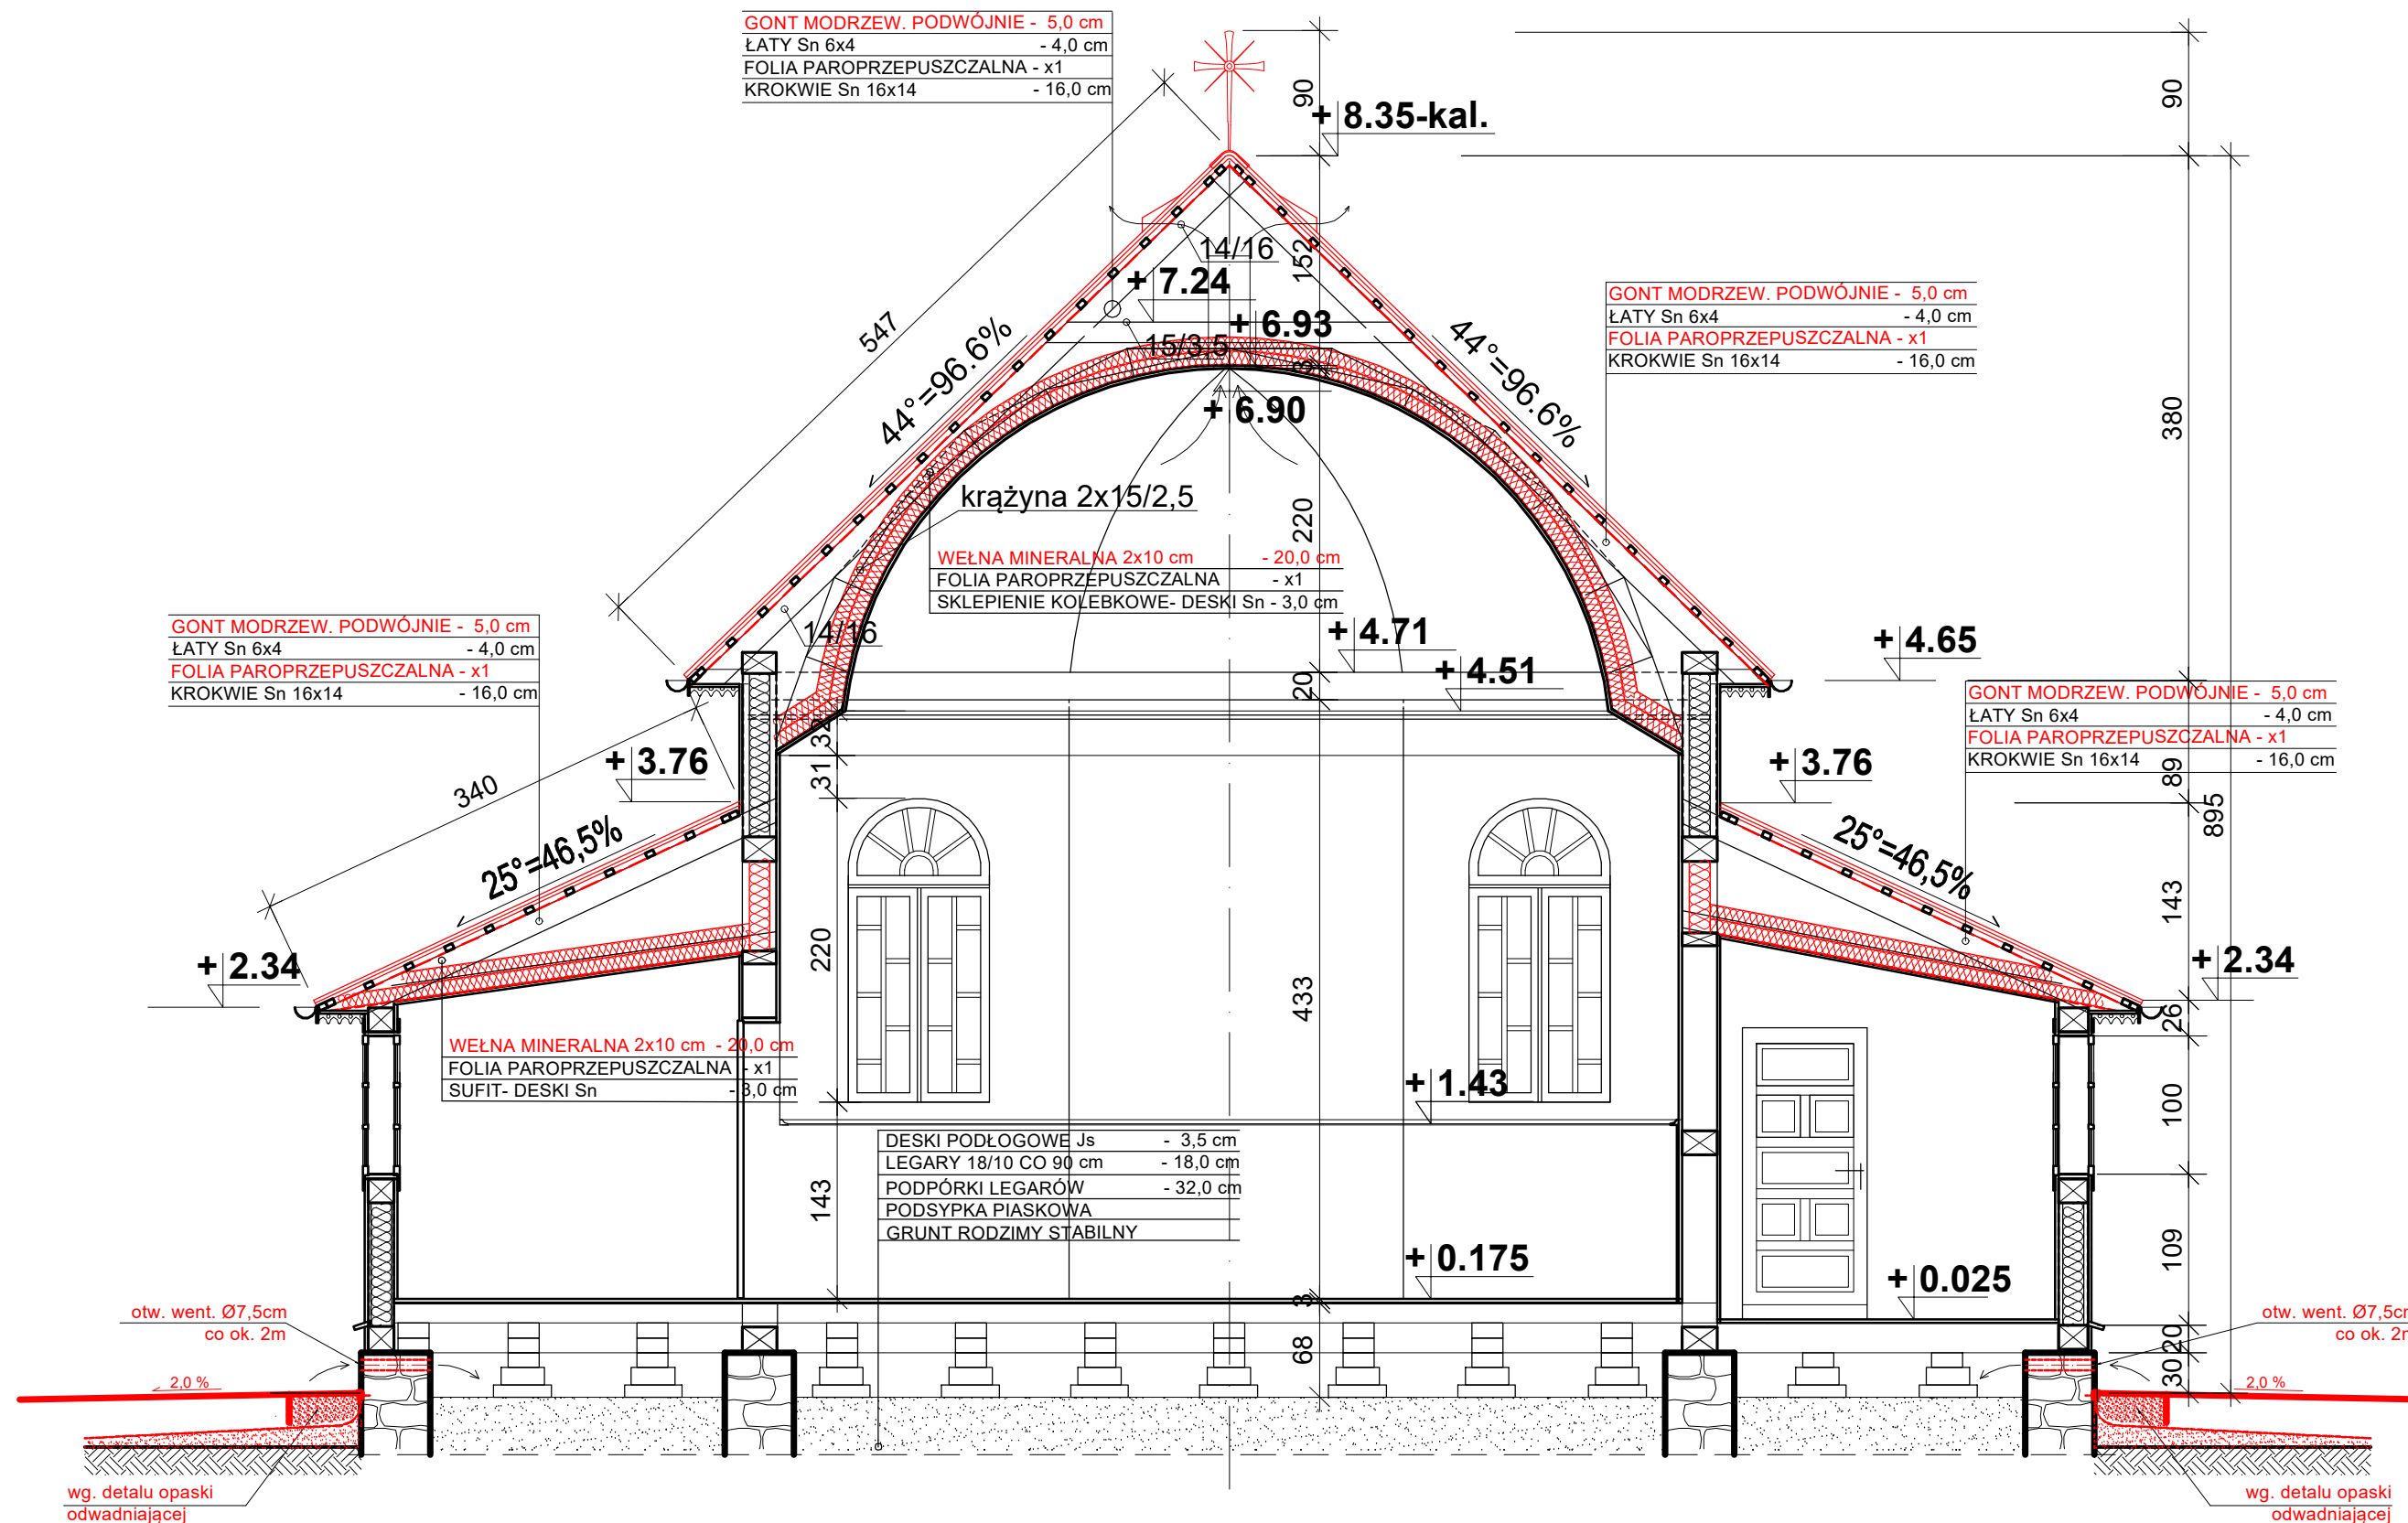 GONT MODRZEW. PODWÓJNIE - 5,0 cm
ŁATY Sn 6x4 - 4,0 cm
FOLIA PAROPRZEPUSZCZALNA - x1
KROKWIE Sn 16x14 - 16,0 cm
90
90
+ 8.35-kal.
14/16
152
+ 7.24
+ 6.93
15/3,5
3
+ 6.90
547
44°=96.6%
44°=96.6%
GONT MODRZEW. PODWÓJNIE - 5,0 cm
ŁATY Sn 6x4 - 4,0 cm
FOLIA PAROPRZEPUSZCZALNA - x1
KROKWIE Sn 16x14 - 16,0 cm
380
krążyna 2x15/2,5
220
WEŁNA MINERALNA 2x10 cm - 20,0 cm
FOLIA PAROPRZEPUSZCZALNA - x1
SKLEPIENIE KOLEBKOWE- DESKI Sn - 3,0 cm
14/16
GONT MODRZEW. PODWÓJNIE - 5,0 cm
ŁATY Sn 6x4 - 4,0 cm
FOLIA PAROPRZEPUSZCZALNA - x1
KROKWIE Sn 16x14 - 16,0 cm
+ 4.71
+ 4.65
+ 4.51
20
GONT MODRZEW. PODWÓJNIE - 5,0 cm
ŁATY Sn 6x4 - 4,0 cm
FOLIA PAROPRZEPUSZCZALNA - x1
KROKWIE Sn 16x14 - 16,0 cm
31
+ 3.76
+ 3.76
89
895
340
25°=46,5%
25°=46,5%
143
220
433
+ 2.34
+ 2.34
26
WEŁNA MINERALNA 2x10 cm - 20,0 cm
FOLIA PAROPRZEPUSZCZALNA - x1
SUFIT- DESKI Sn - 3,0 cm
+ 1.43
100
DESKI PODŁOGOWE Js - 3,5 cm
LEGARY 18/10 CO 90 cm - 18,0 cm
PODPÓRKI LEGARÓW - 32,0 cm
PODSYPKA PIASKOWA
GRUNT RODZIMY STABILNY
143
109
+ 0.175
+ 0.025
3
68
20
30
otw. went. Ø7,5cm
co ok. 2m
otw. went. Ø7,5c
co ok. 2
2,0 %
2,0 %
wg. detalu opaski
odwadniającej
wg. detalu opaski
odwadniającej